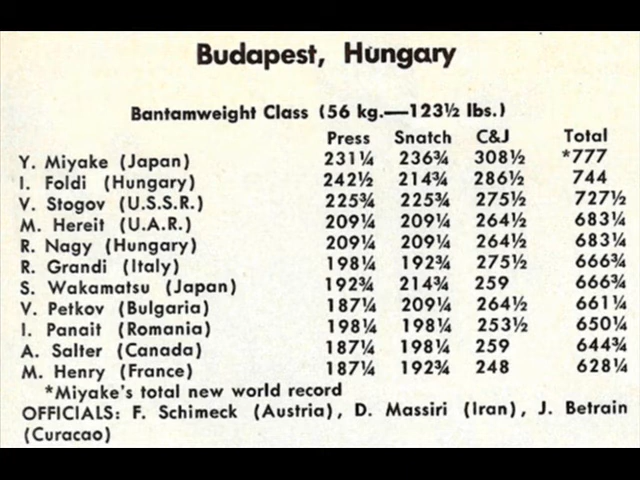 Budapest, Hungary
Bantamweight Class (56 kg.—123½ lbs.)
Press Snatch C&J Total
Y. Miyake (Japan) 231¼ 236¾ 308½ *777
I. Foldi (Hungary) 242½ 214¾ 286½ 744
V. Stogov (U.S.S.R.) 225¾ 225¾ 275½ 727½
M. Hereit (U.A.R.) 209¼ 209¼ 264½ 683¼
R. Nagy (Hungary) 209¼ 209¼ 264½ 683¼
R. Grandi (Italy) 198¼ 192¾ 275½ 666¾
S. Wakamatsu (Japan) 192¾ 214¾ 259 666¾
V. Petkov (Bulgaria) 187¼ 209¼ 264½ 661¼
I. Panait (Romania) 198¼ 198¼ 253½ 650¼
A. Salter (Canada) 187¼ 198¼ 259 644¾
M. Henry (France) 187¼ 192¾ 248 628¼
*Miyake's total new world record
OFFICIALS: F. Schimeck (Austria), D. Massiri (Iran), J. Betrain
(Curacao)